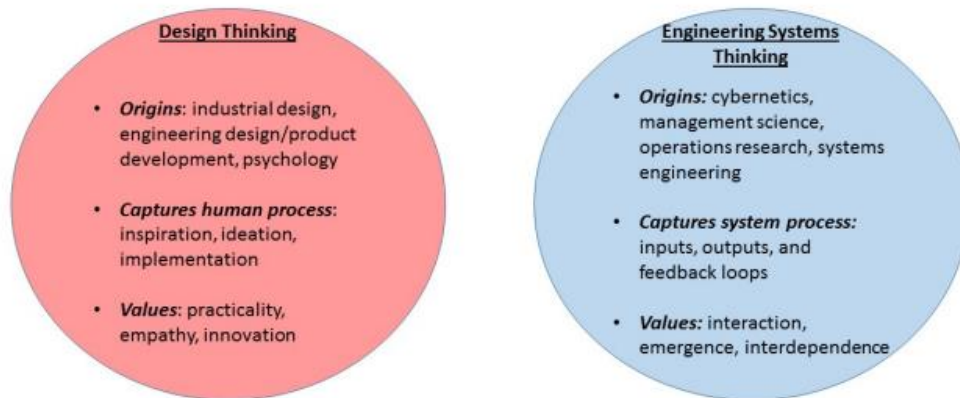 Design Thinking
• Origins: industrial design,
engineering design/product
development, psychology
• Captures human process:
inspiration, ideation,
implementation
• Values: practicality,
empathy, innovation
Engineering Systems
Thinking
• Origins: cybernetics,
management science,
operations research, systems
engineering
• Captures system process:
inputs, outputs, and
feedback loops
• Values: interaction,
emergence, interdependence